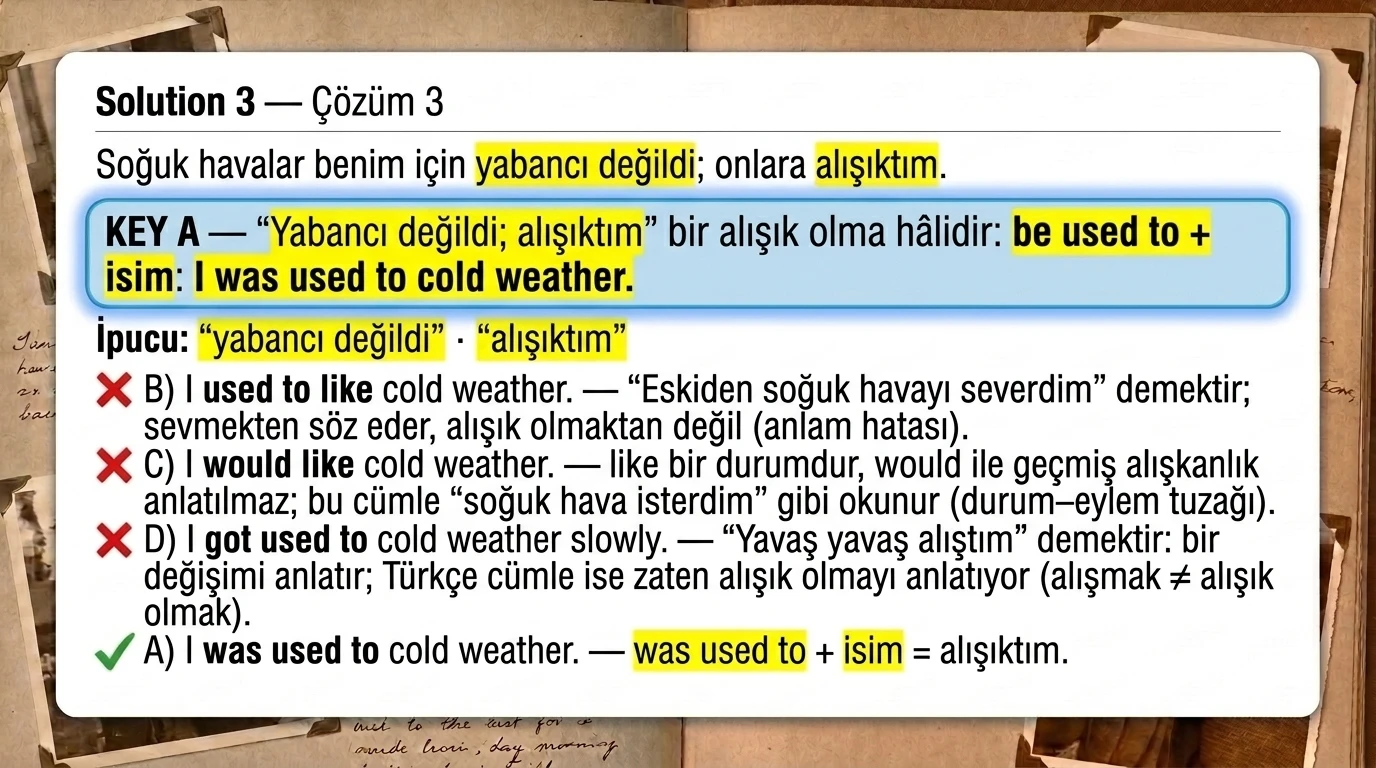 Solution 3 — Çözüm 3
Soğuk havalar benim için yabancı değildi; onlara alışıktım.
KEY A — “Yabancı değildi; alışıktım” bir alışık olma hâlidir: be used to +
isim: I was used to cold weather.
İpucu: “yabancı değildi” · “alışıktım”
❌ B) I used to like cold weather. — “Eskiden soğuk havayı severdim” demektir;
sevmekten söz eder, alışık olmaktan değil (anlam hatası).
❌ C) I would like cold weather. — like bir durumdur, would ile geçmiş alışkanlık
anlatılmaz; bu cümle “soğuk hava isterdim” gibi okunur (durum–eylem tuzağı).
❌ D) I got used to cold weather slowly. — “Yavaş yavaş alıştım” demektir: bir
değişimi anlatır; Türkçe cümle ise zaten alışık olmayı anlatıyor (alışmak ≠ alışık
olmak).
✔ A) I was used to cold weather. — was used to + isim = alışıktım.